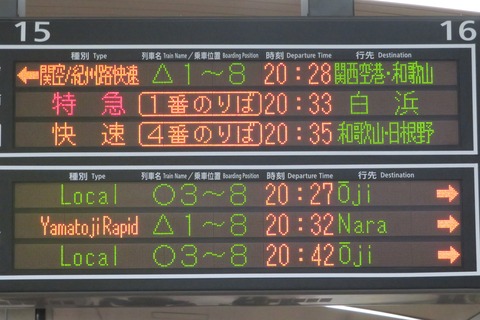 15 16
種別 Type 列車名 Train Name /乗車位置 Boarding Position 時刻 Departure Time 行先 Destination
←関空/紀州路快速 △1〜8 20:28 関西空港・和歌山
特急 1番のりば 20:33 白浜
快速 4番のりば 20:35 和歌山・日根野
種別 Type 列車名 Train Name /乗車位置 Boarding Position 時刻 Departure Time 行先 Destination
Local ○3〜8 20:27 Ōji →
Yamatoji Rapid △1〜8 20:32 Nara →
Local ○3〜8 20:42 Ōji →